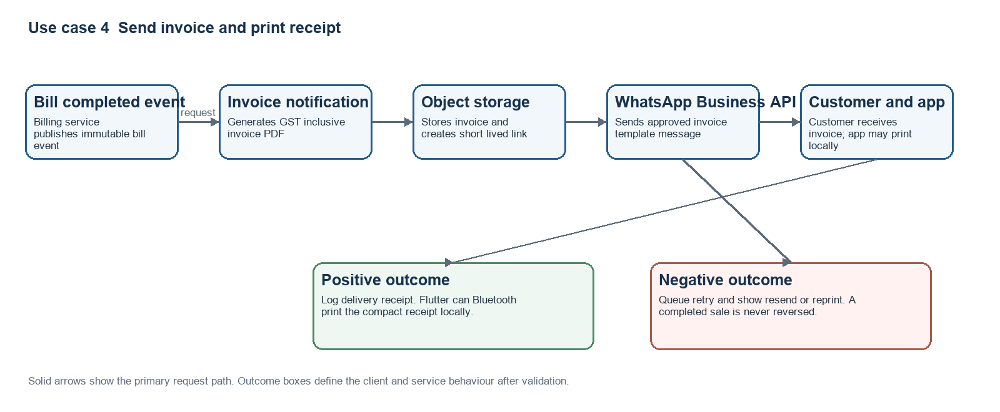 Use case 4  Send invoice and print receipt
Bill completed event
Billing service
publishes immutable bill
event
request
Invoice notification
Generates GST inclusive
invoice PDF
Object storage
Stores invoice and
creates short lived link
WhatsApp Business API
Sends approved invoice
template message
Customer and app
Customer receives
invoice; app may print
locally
Positive outcome
Log delivery receipt. Flutter can Bluetooth
print the compact receipt locally.
Negative outcome
Queue retry and show resend or reprint. A
completed sale is never reversed.
Solid arrows show the primary request path. Outcome boxes define the client and service behaviour after validation.